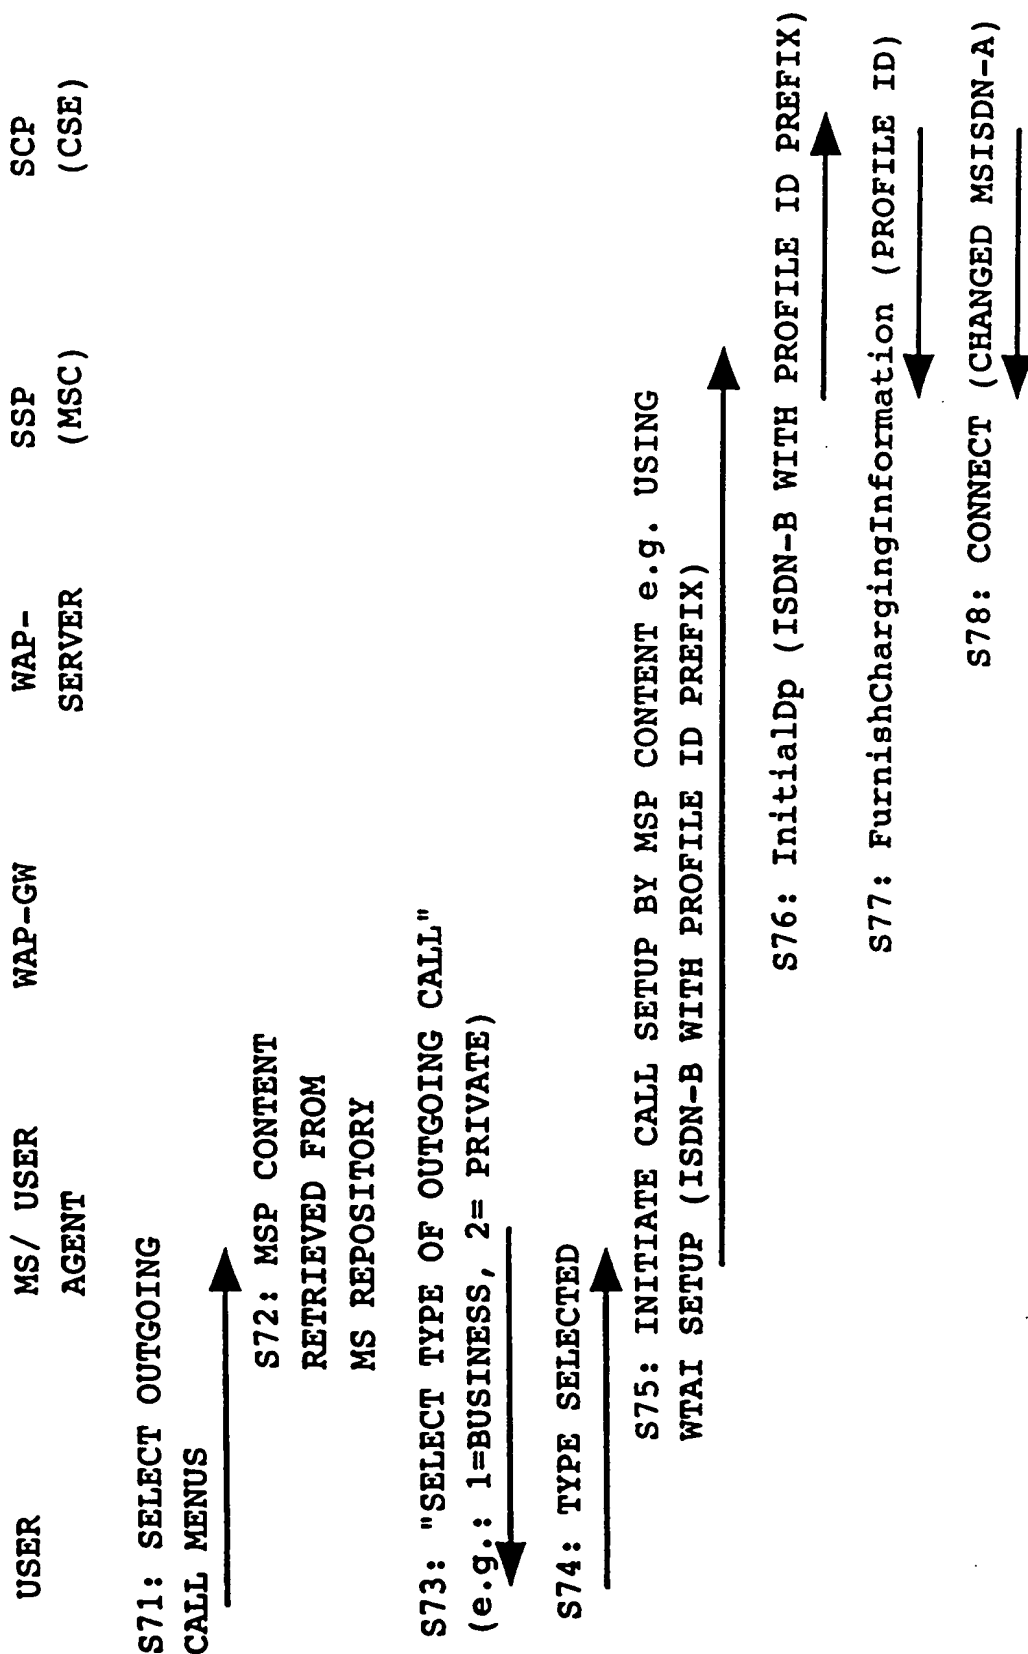 USER
MS/ USER
AGENT
WAP-GW
WAP-
SERVER
SSP
(MSC)
SCP
(CSE)
S71: SELECT OUTGOING
CALL MENUS
S72: MSP CONTENT
RETRIEVED FROM
MS REPOSITORY
S73: "SELECT TYPE OF OUTGOING CALL"
(e.g.: 1=BUSINESS, 2= PRIVATE)
S74: TYPE SELECTED
S75: INITIATE CALL SETUP BY MSP CONTENT e.g. USING
WTAI SETUP (ISDN-B WITH PROFILE ID PREFIX)
S76: InitialDp (ISDN-B WITH PROFILE ID PREFIX)
S77: FurnishChargingInformation (PROFILE ID)
S78: CONNECT (CHANGED MSISDN-A)